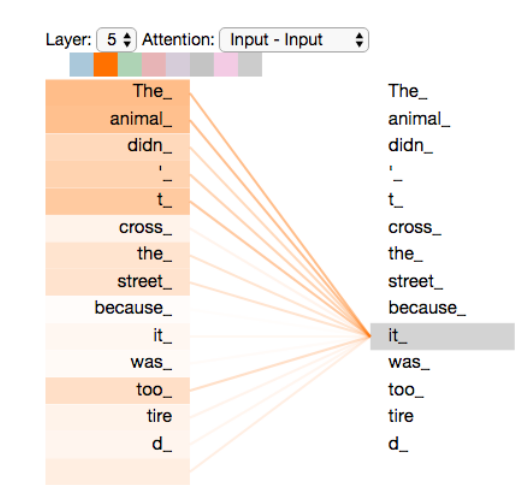 Layer: 5 Attention: Input - Input
The_ The_
animal_ animal_
didn_ didn_
'_ '_
t_ t_
cross_ cross_
the_ the_
street_ street_
because_ because_
it_ it_
was_ was_
too_ too_
tire tire
d_ d_